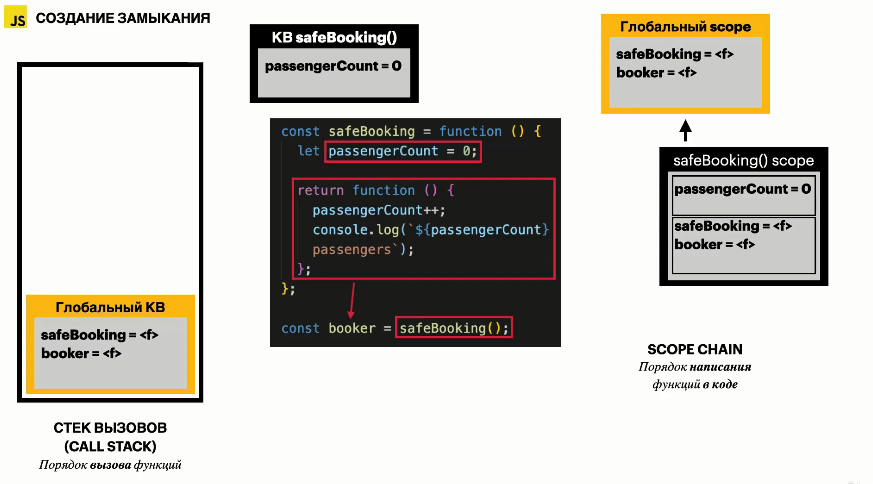 JS
СОЗДАНИЕ ЗАМЫКАНИЯ
Глобальный КВ
safeBooking = <f>
booker = <f>
СТЕК ВЫЗОВОВ
(CALL STACK)
Порядок вызова функций
КВ safeBooking()
passengerCount = 0
const safeBooking = function () {
let passengerCount = 0;
return function () {
passengerCount++;
console.log(`${passengerCount}
passengers`);
};
};
const booker = safeBooking();
Глобальный scope
safeBooking = <f>
booker = <f>
safeBooking() scope
passengerCount = 0
safeBooking = <f>
booker = <f>
SCOPE CHAIN
Порядок написания
функций в коде